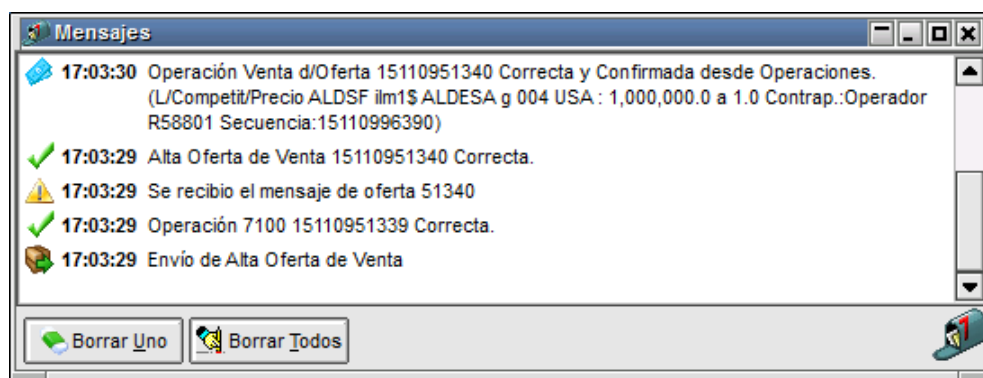 Mensajes
17:03:30 Operación Venta d/Oferta 15110951340 Correcta y Confirmada desde Operaciones.
(L/Competit/Precio ALDSF ilm1$ ALDESA g 004 USA : 1,000,000.0 a 1.0 Contrap.:Operador
R58801 Secuencia:15110996390)
17:03:29 Alta Oferta de Venta 15110951340 Correcta.
17:03:29 Se recibio el mensaje de oferta 51340
17:03:29 Operación 7100 15110951339 Correcta.
17:03:29 Envío de Alta Oferta de Venta
Borrar Uno Borrar Todos